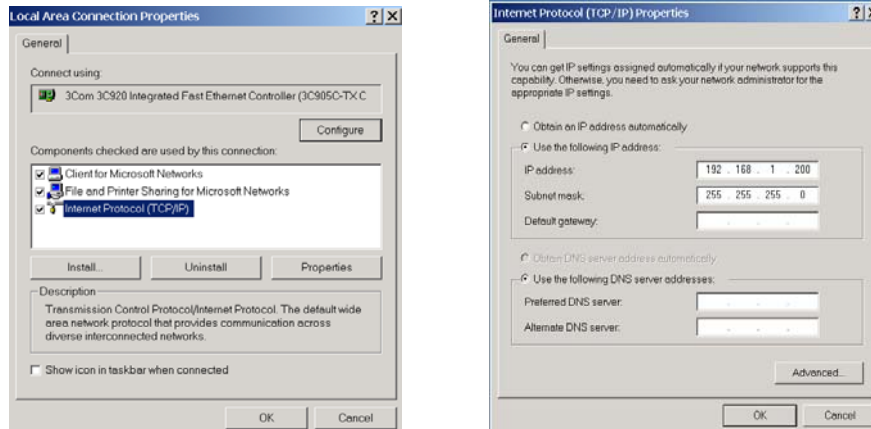 Local Area Connection Properties
General
Connect using:
3Com 3C920 Integrated Fast Ethernet Controller (3C905C-TX C
Configure
Components checked are used by this connection:
Client for Microsoft Networks
File and Printer Sharing for Microsoft Networks
Internet Protocol (TCP/IP)
Install...
Uninstall
Properties
Description
Transmission Control Protocol/Internet Protocol. The default wide
area network protocol that provides communication across
diverse interconnected networks.
Show icon in taskbar when connected
OK
Cancel
Internet Protocol (TCP/IP) Properties
General
You can get IP settings assigned automatically if your network supports this
capability. Otherwise, you need to ask your network administrator for the
appropriate IP settings.
Obtain an IP address automatically
Use the following IP address:
IP address: 192 . 168 . 1 . 200
Subnet mask: 255 . 255 . 255 . 0
Default gateway: . . .
Obtain DNS server address automatically
Use the following DNS server addresses:
Preferred DNS server: . . .
Alternate DNS server: . . .
Advanced...
OK
Cancel